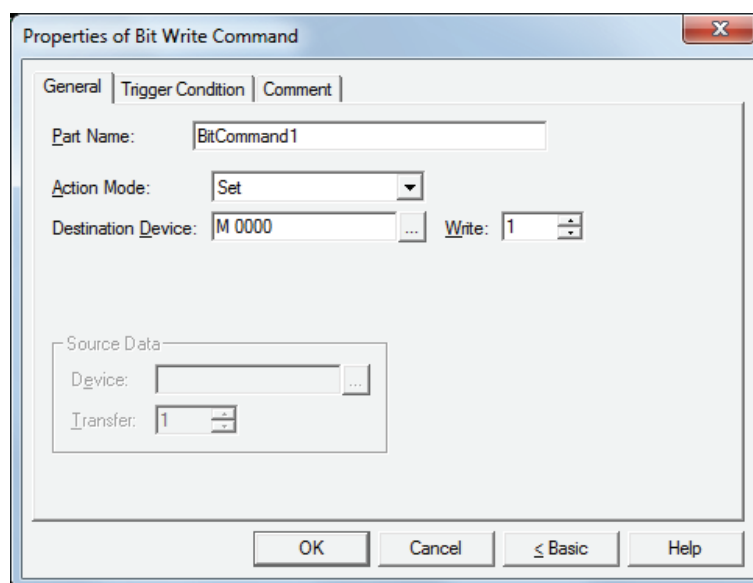 Properties of Bit Write Command
General Trigger Condition Comment
Part Name: BitCommand1
Action Mode: Set
Destination Device: M 0000 ... Write: 1
Source Data
Device: ...
Transfer: 1
OK Cancel < Basic Help